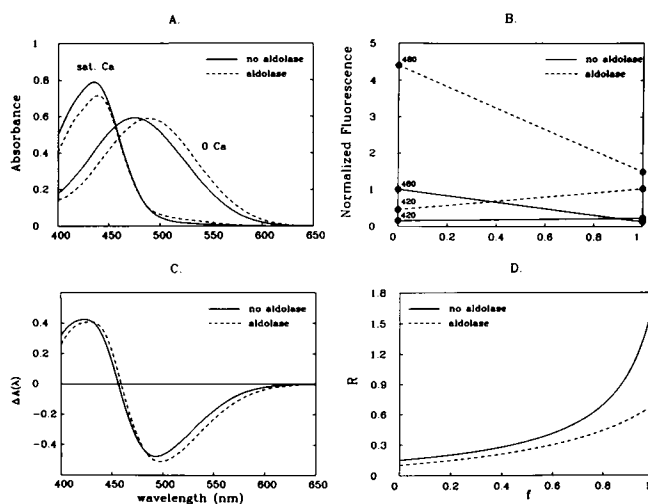 A.
1
0.8
0.6
0.4
0.2
0
Absorbance
sat. Ca
0 Ca
no aldolase
aldolase
400 450 500 550 600 650
B.
5
4
3
2
1
0
Normalized Fluorescence
no aldolase
aldolase
480
480
420
420
0 0.2 0.4 0.6 0.8 1
C.
0.4
0.2
0
-0.2
-0.4
ΔA(λ)
no aldolase
aldolase
400 450 500 550 600 650
wavelength (nm)
D.
1.8
1.5
1.2
0.9
0.6
0.3
0
R
no aldolase
aldolase
0 0.2 0.4 0.6 0.8 1
f